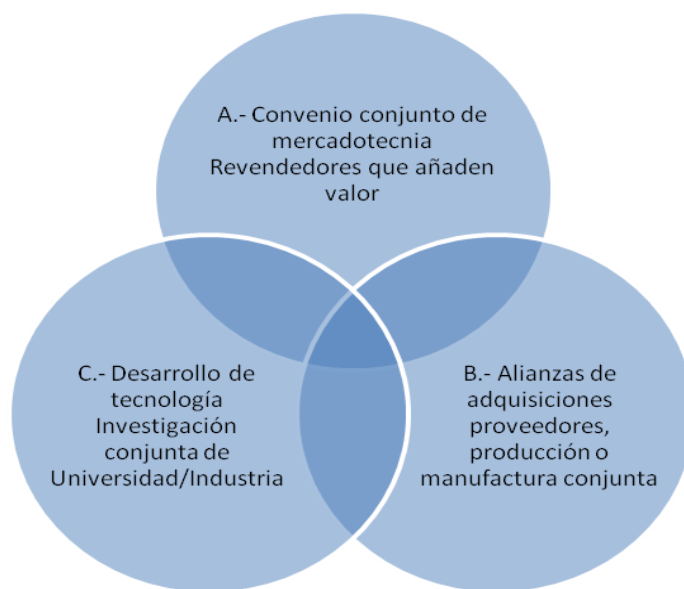 A.- Convenio conjunto de
mercadotecnia
Revendedores que añaden
valor
C.- Desarrollo de
tecnología
Investigación
conjunta de
Universidad/Industria
B.- Alianzas de
adquisiciones
proveedores,
producción o
manufactura conjunta